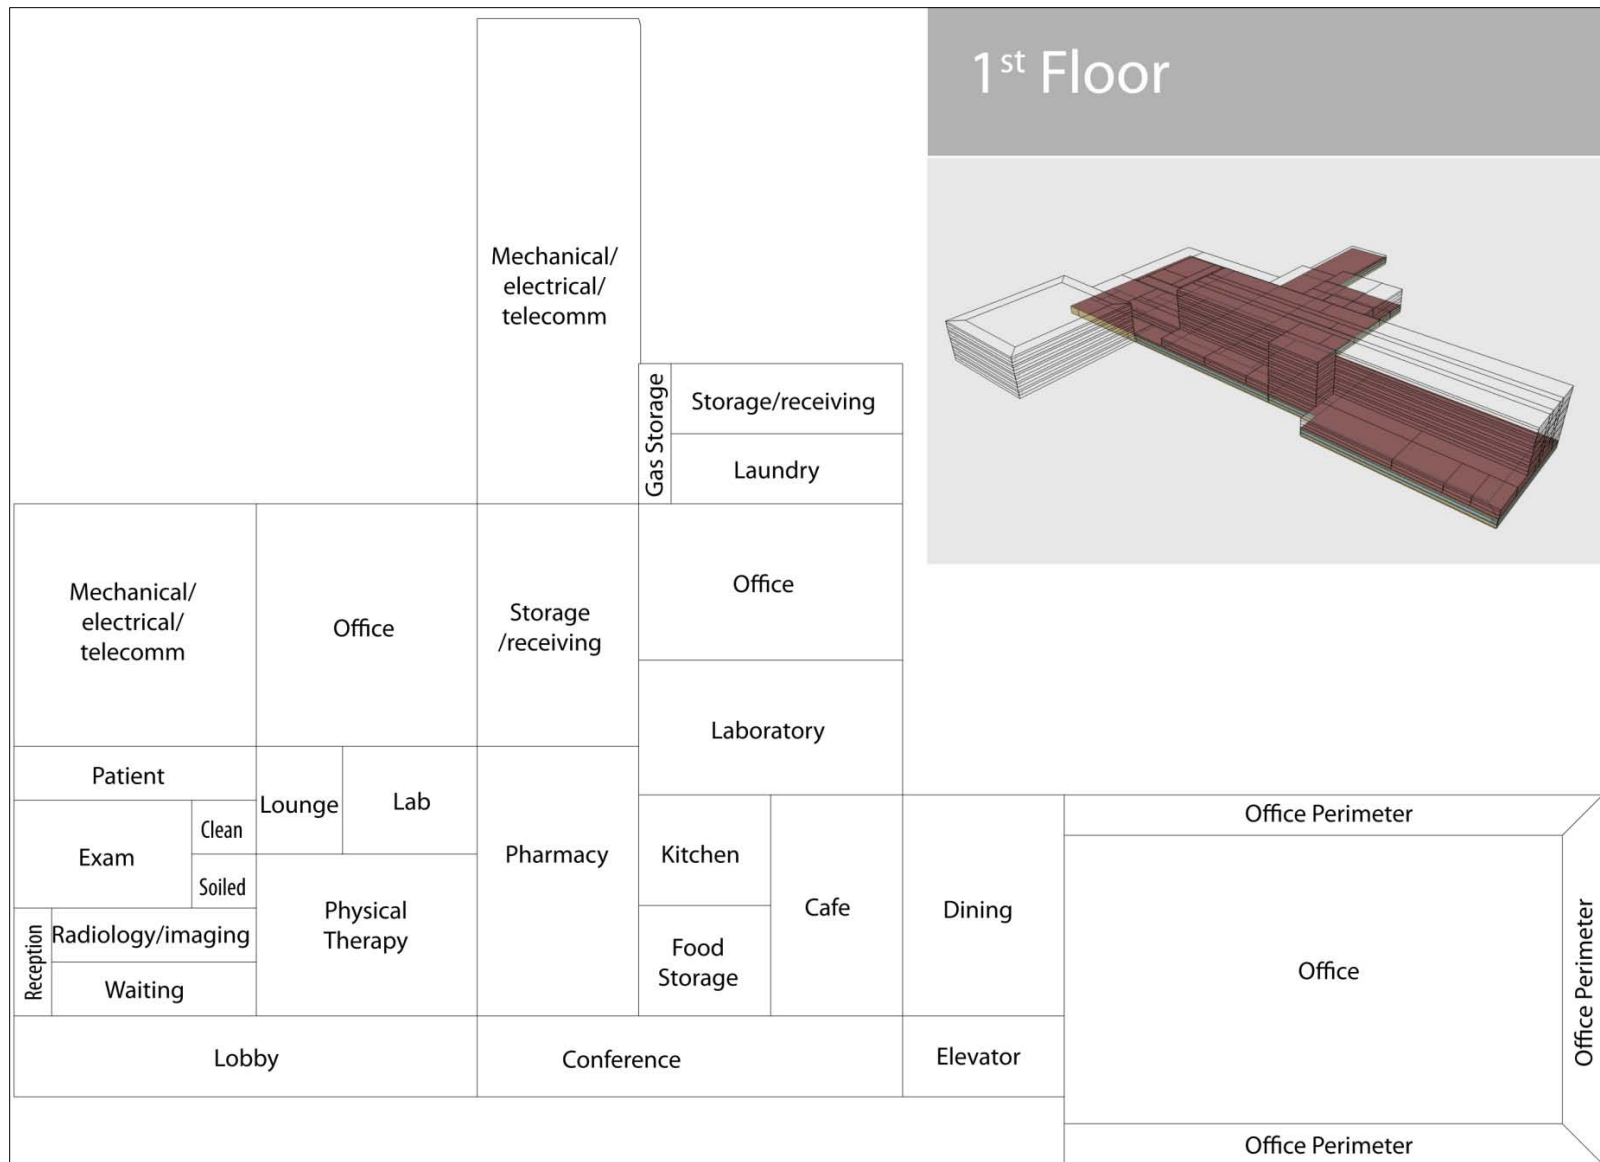 1st Floor
Mechanical/
electrical/
telecomm
Gas Storage
Storage/receiving
Laundry
Mechanical/
electrical/
telecomm
Office
Storage
/receiving
Office
Laboratory
Patient
Lounge
Lab
Exam
Clean
Soiled
Pharmacy
Kitchen
Cafe
Dining
Office Perimeter
Reception
Radiology/imaging
Waiting
Physical
Therapy
Food
Storage
Office
Office Perimeter
Lobby
Conference
Elevator
Office Perimeter